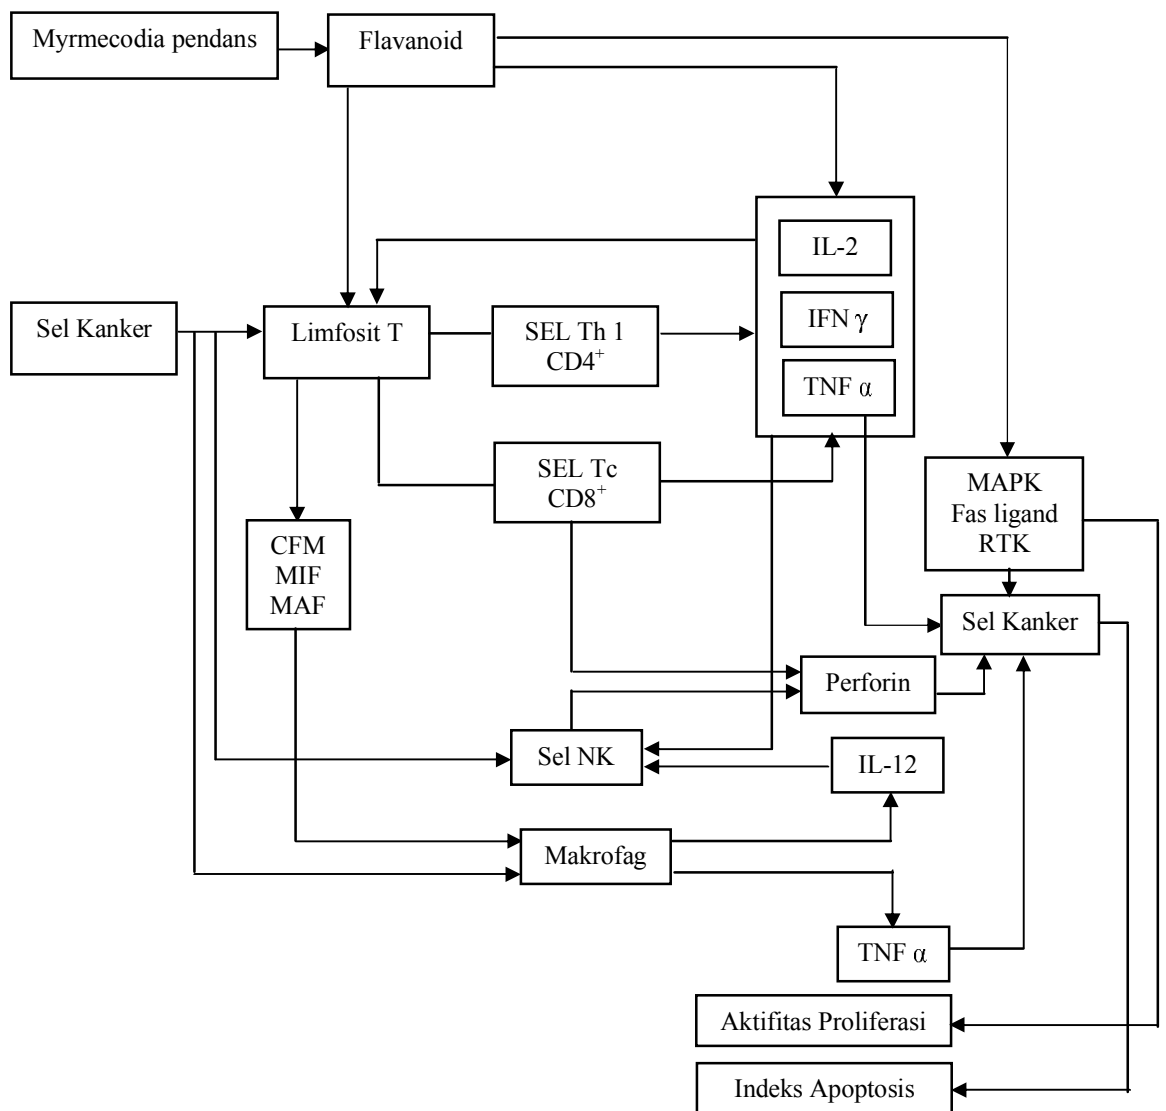 Myrmecodia pendans
Flavanoid
IL-2
IFN γ
TNF α
Sel Kanker
Limfosit T
SEL Th 1
CD4⁺
SEL Tc
CD8⁺
MAPK
Fas ligand
RTK
CFM
MIF
MAF
Sel Kanker
Perforin
Sel NK
IL-12
Makrofag
TNF α
Aktifitas Proliferasi
Indeks Apoptosis